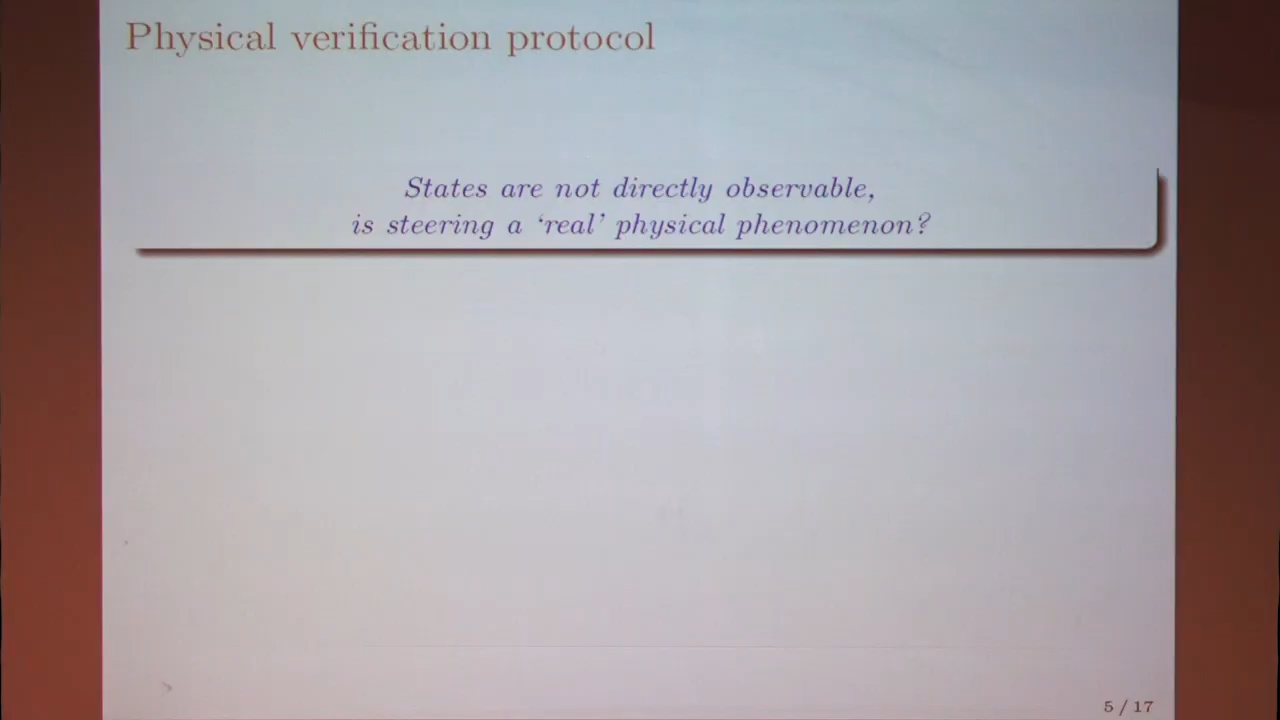 Physical verification protocol
States are not directly observable,
is steering a ‘real’ physical phenomenon?
5 / 17